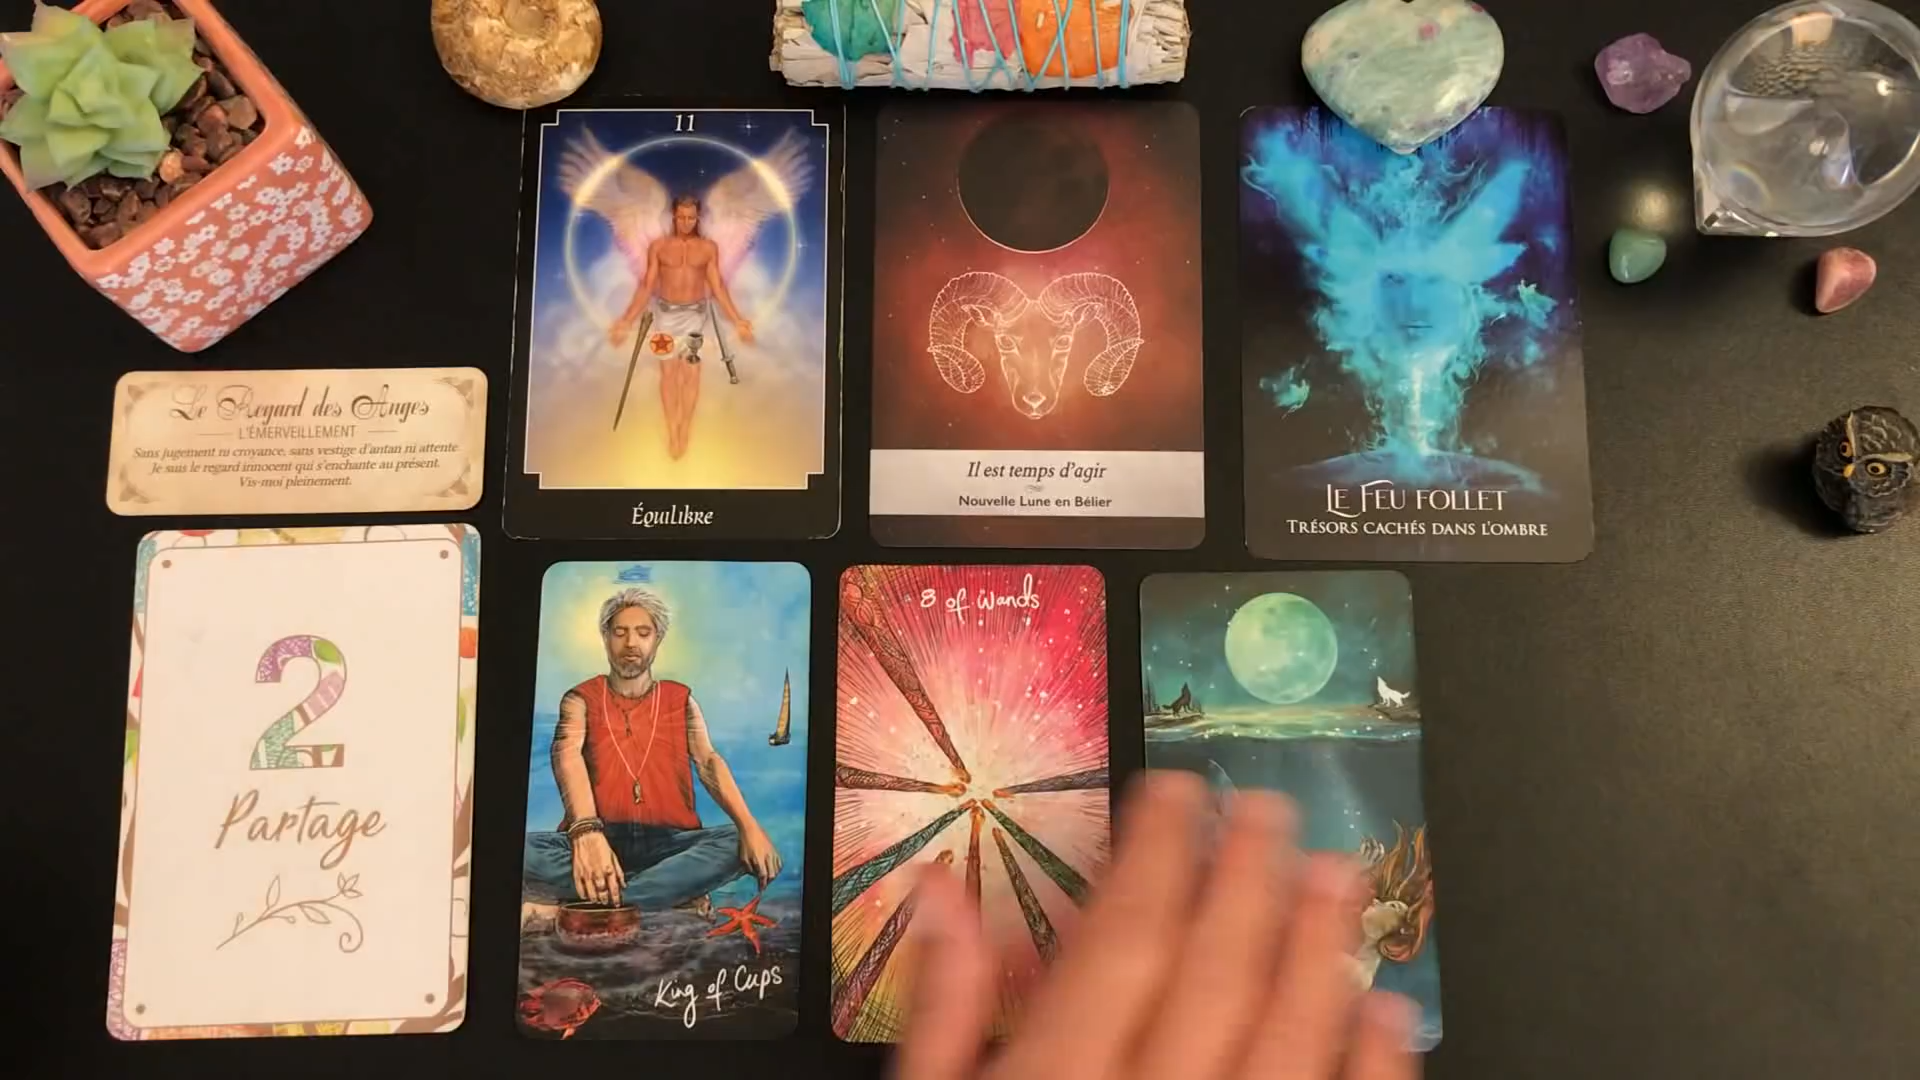 11
Équilibre
Il est temps d'agir
Nouvelle Lune en Bélier
Le Feu follet
Trésors cachés dans l'ombre
Le Regard des Anges
L'ÉMERVEILLEMENT
Sans jugement ni croyance, sans vestige d'antan ni attente
Je suis le regard innocent qui s'enchante au présent.
Vis-moi pleinement.
2
Partage
King of Cups
8 of Wands